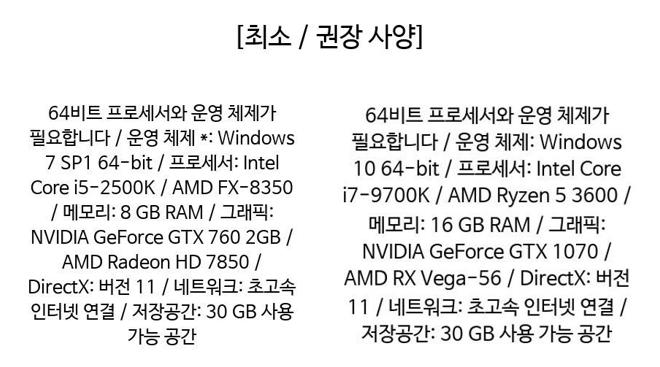 [최소 / 권장 사양]
64비트 프로세서와 운영 체제가
필요합니다 / 운영 체제 *: Windows
7 SP1 64-bit / 프로세서: Intel
Core i5-2500K / AMD FX-8350
/ 메모리: 8 GB RAM / 그래픽:
NVIDIA GeForce GTX 760 2GB /
AMD Radeon HD 7850 /
DirectX: 버전 11 / 네트워크: 초고속
인터넷 연결 / 저장공간: 30 GB 사용
가능 공간
64비트 프로세서와 운영 체제가
필요합니다 / 운영 체제: Windows
10 64-bit / 프로세서: Intel Core
i7-9700K / AMD Ryzen 5 3600 /
메모리: 16 GB RAM / 그래픽:
NVIDIA GeForce GTX 1070 /
AMD RX Vega-56 / DirectX: 버전
11 / 네트워크: 초고속 인터넷 연결 /
저장공간: 30 GB 사용 가능 공간